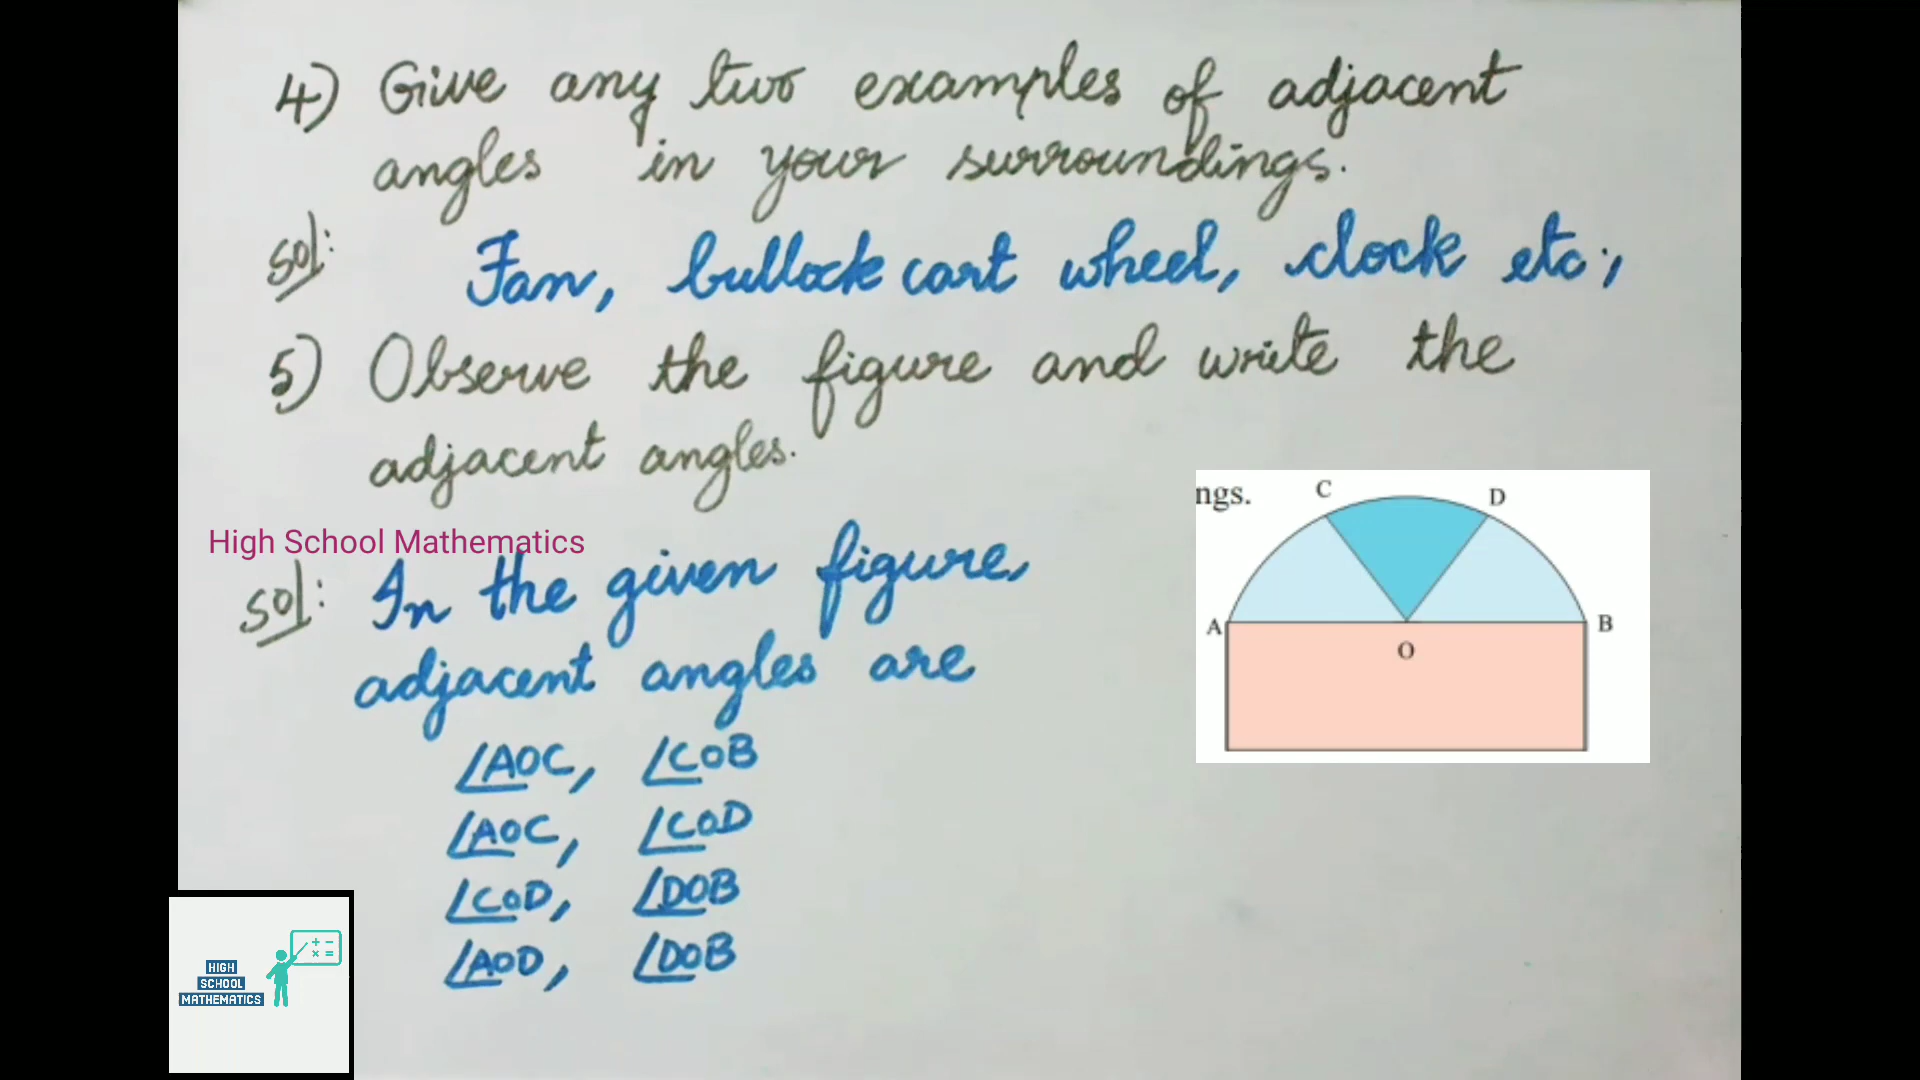 4) Give any two examples of adjacent
angles in your surroundings.
Sol: Fan, bullock cart wheel, clock etc.,
5) Observe the figure and write the
adjacent angles.
ngs.
C
D
A
B
O
High School Mathematics
Sol: In the given figure,
adjacent angles are
∠AOC, ∠COB
∠AOC, ∠COD
∠COD, ∠DOB
∠AOD, ∠DOB
+ −
× =
HIGH
SCHOOL
MATHEMATICS